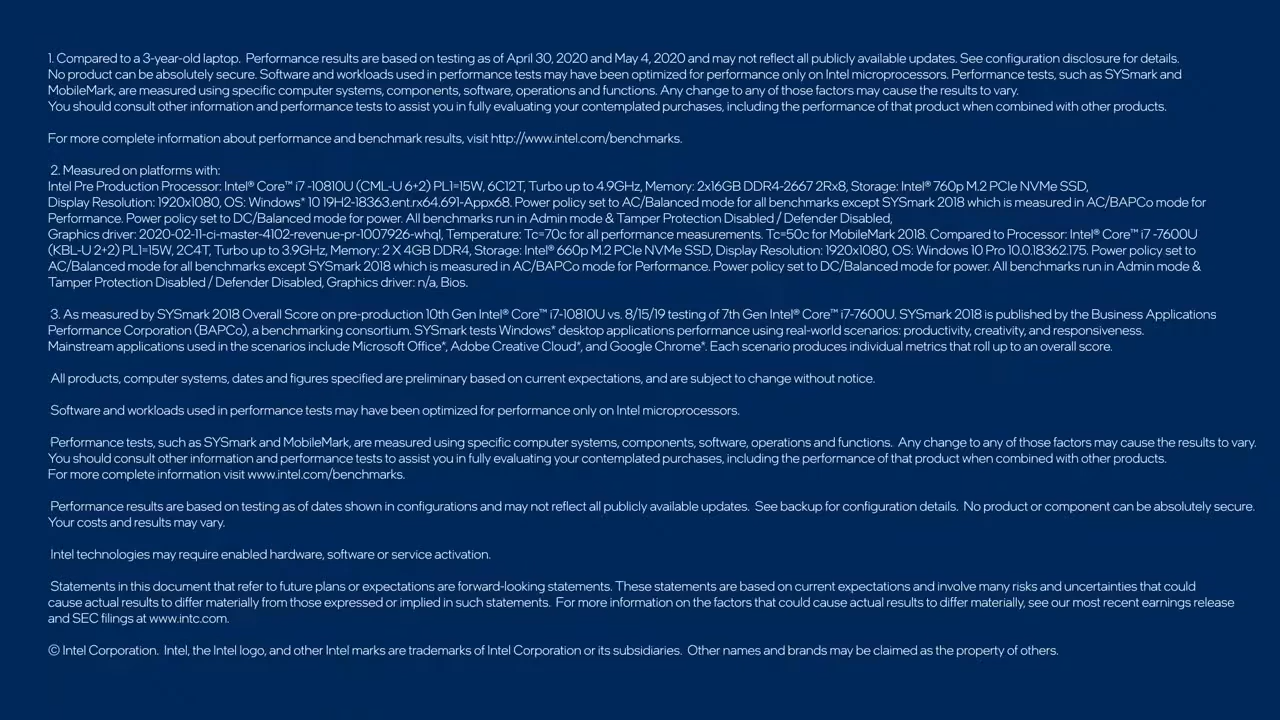 1. Compared to a 3-year-old laptop.  Performance results are based on testing as of April 30, 2020 and May 4, 2020 and may not reflect all publicly available updates. See configuration disclosure for details.
No product can be absolutely secure. Software and workloads used in performance tests may have been optimized for performance only on Intel microprocessors. Performance tests, such as SYSmark and
MobileMark, are measured using specific computer systems, components, software, operations and functions. Any change to any of those factors may cause the results to vary.
You should consult other information and performance tests to assist you in fully evaluating your contemplated purchases, including the performance of that product when combined with other products.
For more complete information about performance and benchmark results, visit http://www.intel.com/benchmarks.
2. Measured on platforms with:
Intel Pre Production Processor: Intel® Core™ i7 -10810U (CML-U 6+2) PL1=15W, 6C12T, Turbo up to 4.9GHz, Memory: 2x16GB DDR4-2667 2Rx8, Storage: Intel® 760p M.2 PCIe NVMe SSD,
Display Resolution: 1920x1080, OS: Windows* 10 19H2-18363.ent.rx64.691-Appx68. Power policy set to AC/Balanced mode for all benchmarks except SYSmark 2018 which is measured in AC/BAPCo mode for
Performance. Power policy set to DC/Balanced mode for power. All benchmarks run in Admin mode & Tamper Protection Disabled / Defender Disabled,
Graphics driver: 2020-02-11-ci-master-4102-revenue-pr-1007926-whql, Temperature: Tc=70c for all performance measurements. Tc=50c for MobileMark 2018. Compared to Processor: Intel® Core™ i7 -7600U
(KBL-U 2+2) PL1=15W, 2C4T, Turbo up to 3.9GHz, Memory: 2 X 4GB DDR4, Storage: Intel® 660p M.2 PCIe NVMe SSD, Display Resolution: 1920x1080, OS: Windows 10 Pro 10.0.18362.175. Power policy set to
AC/Balanced mode for all benchmarks except SYSmark 2018 which is measured in AC/BAPCo mode for Performance. Power policy set to DC/Balanced mode for power. All benchmarks run in Admin mode &
Tamper Protection Disabled / Defender Disabled, Graphics driver: n/a, Bios.
3. As measured by SYSmark 2018 Overall Score on pre-production 10th Gen Intel® Core™ i7-10810U vs. 8/15/19 testing of 7th Gen Intel® Core™ i7-7600U. SYSmark 2018 is published by the Business Applications
Performance Corporation (BAPCo), a benchmarking consortium. SYSmark tests Windows* desktop applications performance using real-world scenarios: productivity, creativity, and responsiveness.
Mainstream applications used in the scenarios include Microsoft Office*, Adobe Creative Cloud*, and Google Chrome*. Each scenario produces individual metrics that roll up to an overall score.
All products, computer systems, dates and figures specified are preliminary based on current expectations, and are subject to change without notice.
Software and workloads used in performance tests may have been optimized for performance only on Intel microprocessors.
Performance tests, such as SYSmark and MobileMark, are measured using specific computer systems, components, software, operations and functions.  Any change to any of those factors may cause the results to vary.
You should consult other information and performance tests to assist you in fully evaluating your contemplated purchases, including the performance of that product when combined with other products.
For more complete information visit www.intel.com/benchmarks.
Performance results are based on testing as of dates shown in configurations and may not reflect all publicly available updates.  See backup for configuration details.  No product or component can be absolutely secure.
Your costs and results may vary.
Intel technologies may require enabled hardware, software or service activation.
Statements in this document that refer to future plans or expectations are forward-looking statements. These statements are based on current expectations and involve many risks and uncertainties that could
cause actual results to differ materially from those expressed or implied in such statements.  For more information on the factors that could cause actual results to differ materially, see our most recent earnings release
and SEC filings at www.intc.com.
© Intel Corporation.  Intel, the Intel logo, and other Intel marks are trademarks of Intel Corporation or its subsidiaries.  Other names and brands may be claimed as the property of others.